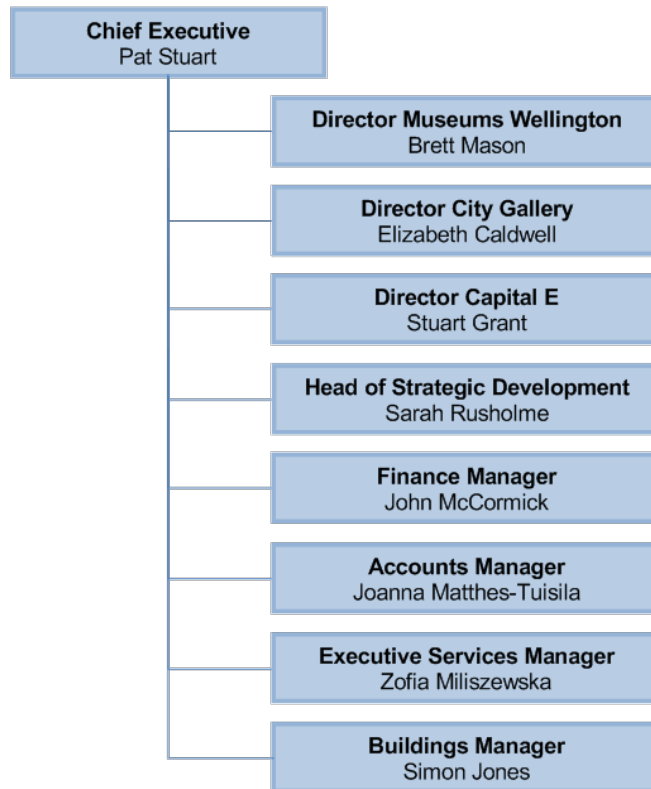 Chief Executive
Pat Stuart
Director Museums Wellington
Brett Mason
Director City Gallery
Elizabeth Caldwell
Director Capital E
Stuart Grant
Head of Strategic Development
Sarah Rusholme
Finance Manager
John McCormick
Accounts Manager
Joanna Matthes-Tuisila
Executive Services Manager
Zofia Miliszewska
Buildings Manager
Simon Jones